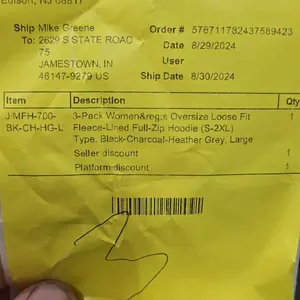 Edison, NJ 08817
Ship Mike Greene Order # 576711782437589423
To: 2629 S STATE ROAD Date 8/29/2024
75 User
JAMESTOWN, IN
46147-9279 US Ship Date 8/30/2024
Item Description 
J/MFH-700- 3-Pack Women&reg;s Oversize Loose Fit 1
BK-CH-HG-L Fleece-Lined Full-Zip Hoodie (S-2XL)
Type, Black-Charcoal-Heather Grey, Large
Seller discount 1
Platform discount 1